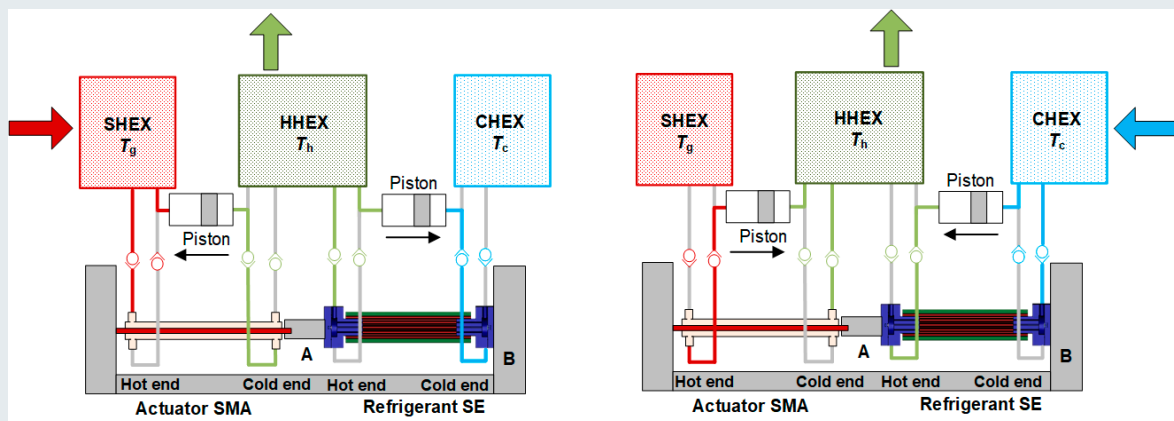 SHEX
Tg
HHEX
Th
CHEX
Tc
Piston
Piston
A
B
Hot end
Cold end
Hot end
Cold end
Actuator SMA
Refrigerant SE
SHEX
Tg
HHEX
Th
CHEX
Tc
Piston
Piston
A
B
Hot end
Cold end
Hot end
Cold end
Actuator SMA
Refrigerant SE